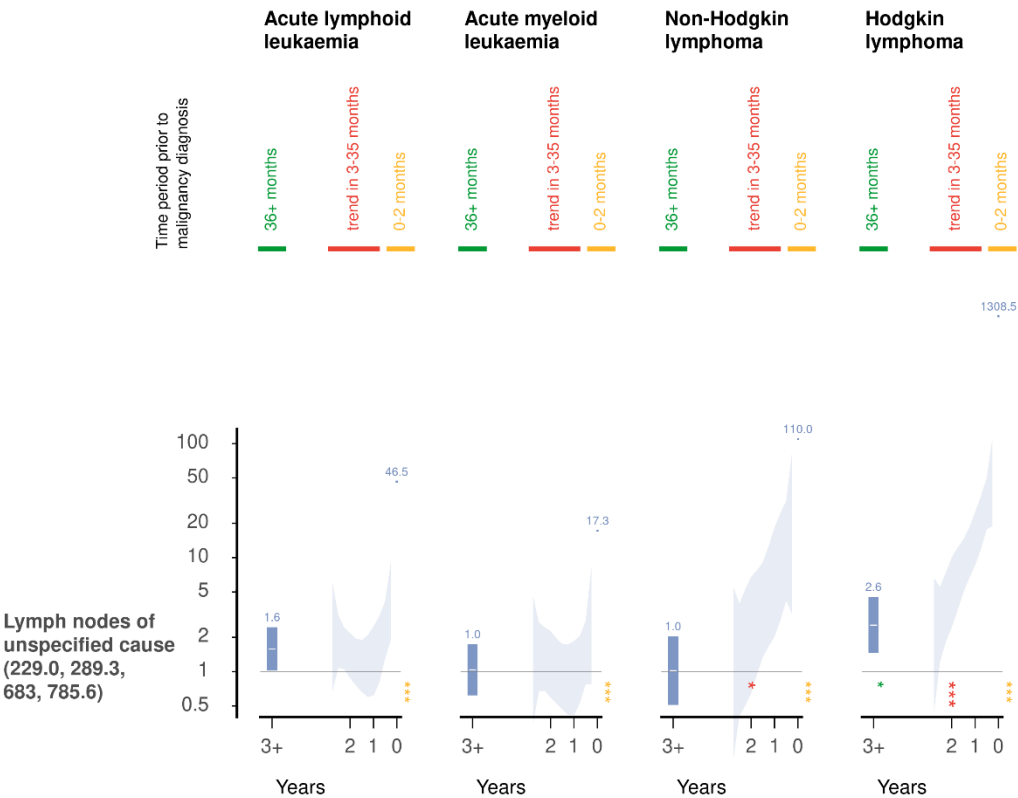 Acute lymphoid
leukaemia
Acute myeloid
leukaemia
Non-Hodgkin
lymphoma
Hodgkin
lymphoma
Time period prior to
malignancy diagnosis
36+ months
trend in 3-35 months
0-2 months
36+ months
trend in 3-35 months
0-2 months
36+ months
trend in 3-35 months
0-2 months
36+ months
trend in 3-35 months
0-2 months
1308.5
100
50
20
10
5
2
1
0.5
46.5
17.3
110.0
1.6
1.0
1.0
2.6
Lymph nodes of
unspecified cause
(229.0, 289.3,
683, 785.6)
***
***
*
***
*
***
***
3+ 2 1 0
3+ 2 1 0
3+ 2 1 0
3+ 2 1 0
Years
Years
Years
Years